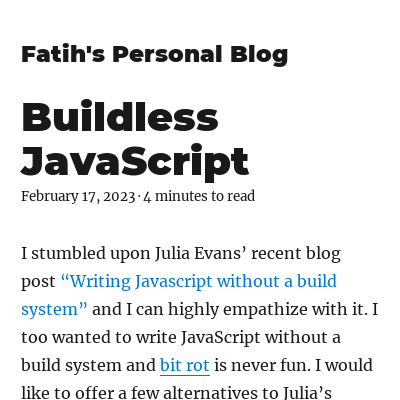 Fatih's Personal Blog
Buildless
JavaScript
February 17, 2023 · 4 minutes to read
I stumbled upon Julia Evans’ recent blog
post “Writing Javascript without a build
system” and I can highly empathize with it. I
too wanted to write JavaScript without a
build system and bit rot is never fun. I would
like to offer a few alternatives to Julia’s